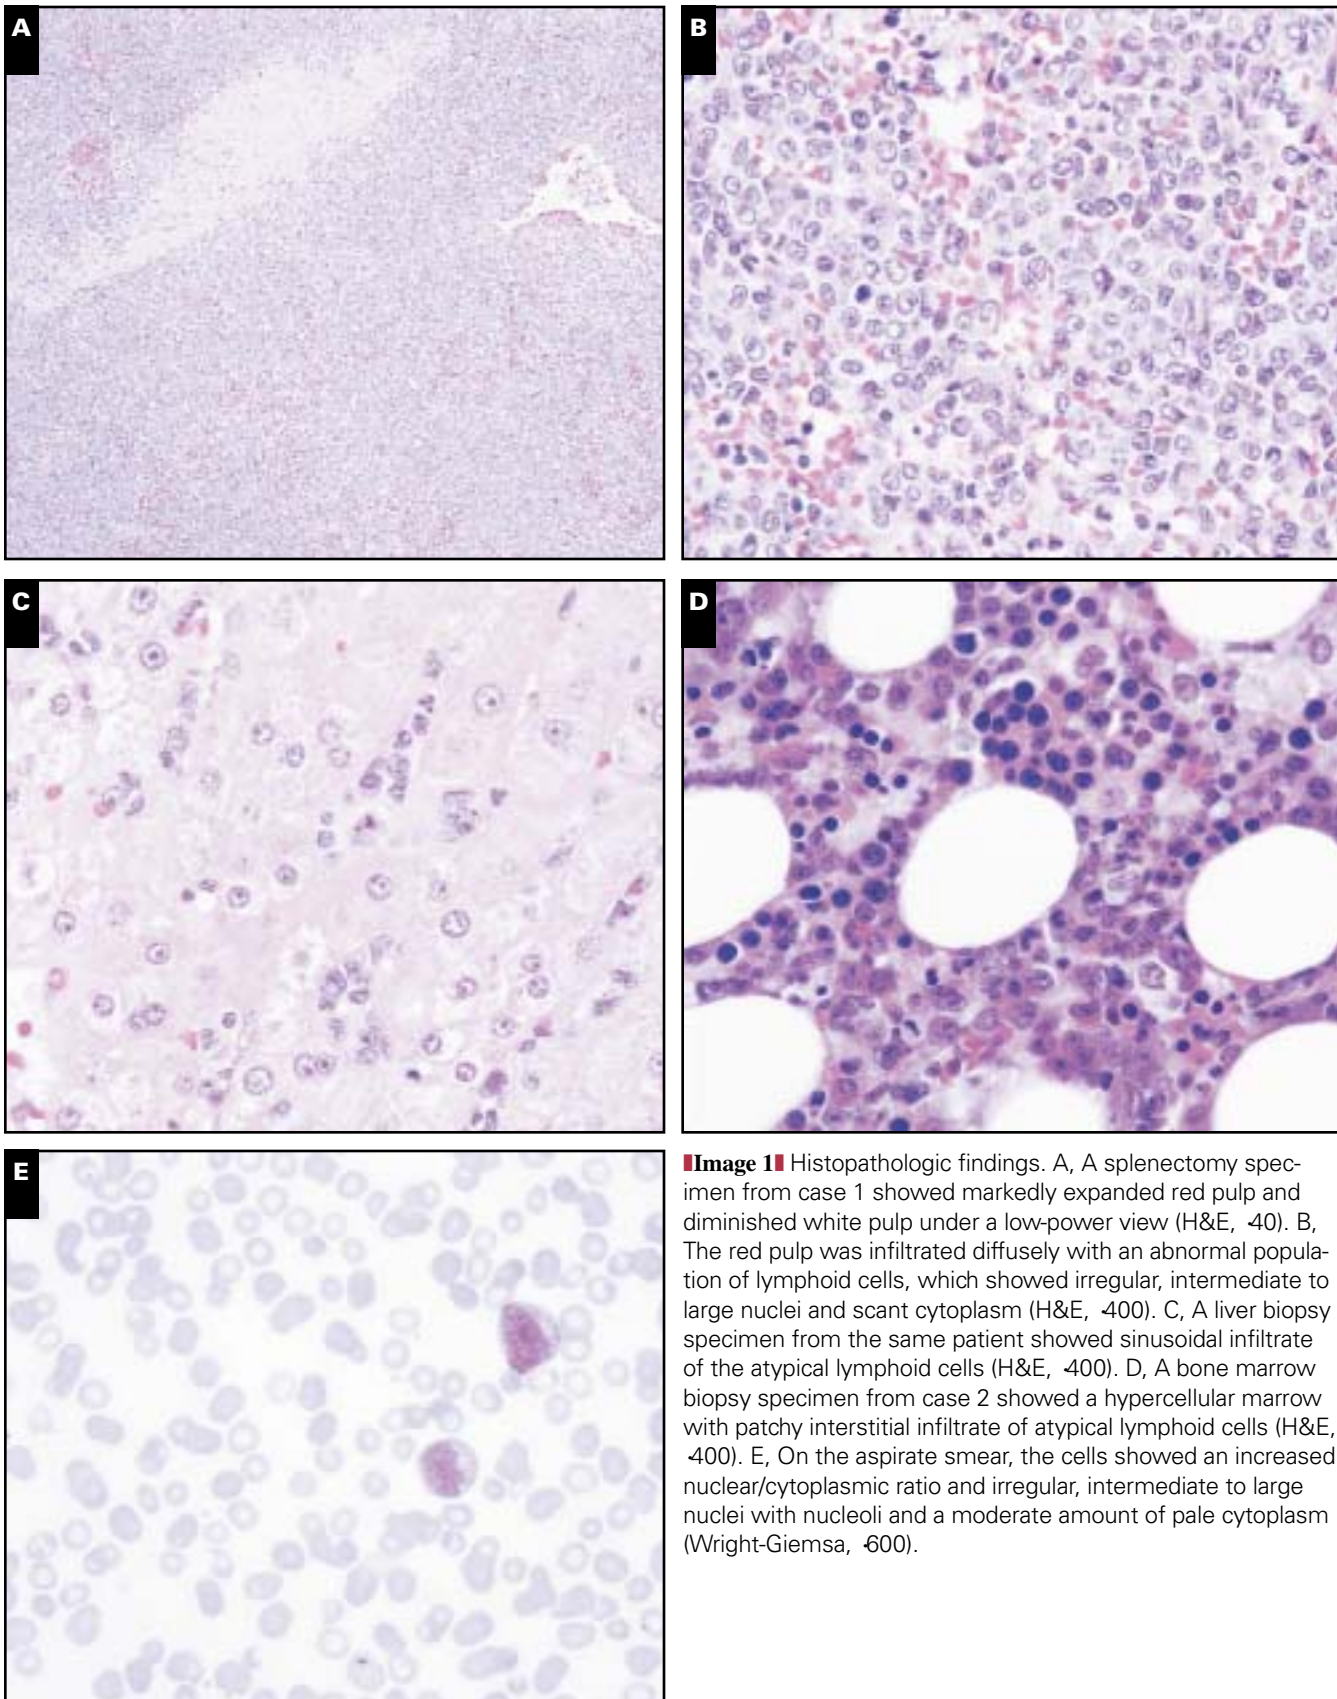 A
B
C
D
E
Image 1 Histopathologic findings. A, A splenectomy spec-
imen from case 1 showed markedly expanded red pulp and
diminished white pulp under a low-power view (H&E, ·40). B,
The red pulp was infiltrated diffusely with an abnormal popula-
tion of lymphoid cells, which showed irregular, intermediate to
large nuclei and scant cytoplasm (H&E, ·400). C, A liver biopsy
specimen from the same patient showed sinusoidal infiltrate
of the atypical lymphoid cells (H&E, ·400). D, A bone marrow
biopsy specimen from case 2 showed a hypercellular marrow
with patchy interstitial infiltrate of atypical lymphoid cells (H&E,
·400). E, On the aspirate smear, the cells showed an increased
nuclear/cytoplasmic ratio and irregular, intermediate to large
nuclei with nucleoli and a moderate amount of pale cytoplasm
(Wright-Giemsa, ·600).